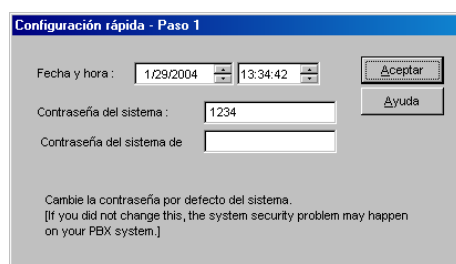 Configuración rápida - Paso 1
Fecha y hora : 1/29/2004 13:34:42 Aceptar
Contraseña del sistema : 1234 Ayuda
Contraseña del sistema de
Cambie la contraseña por defecto del sistema.
[If you did not change this, the system security problem may happen
on your PBX system.]